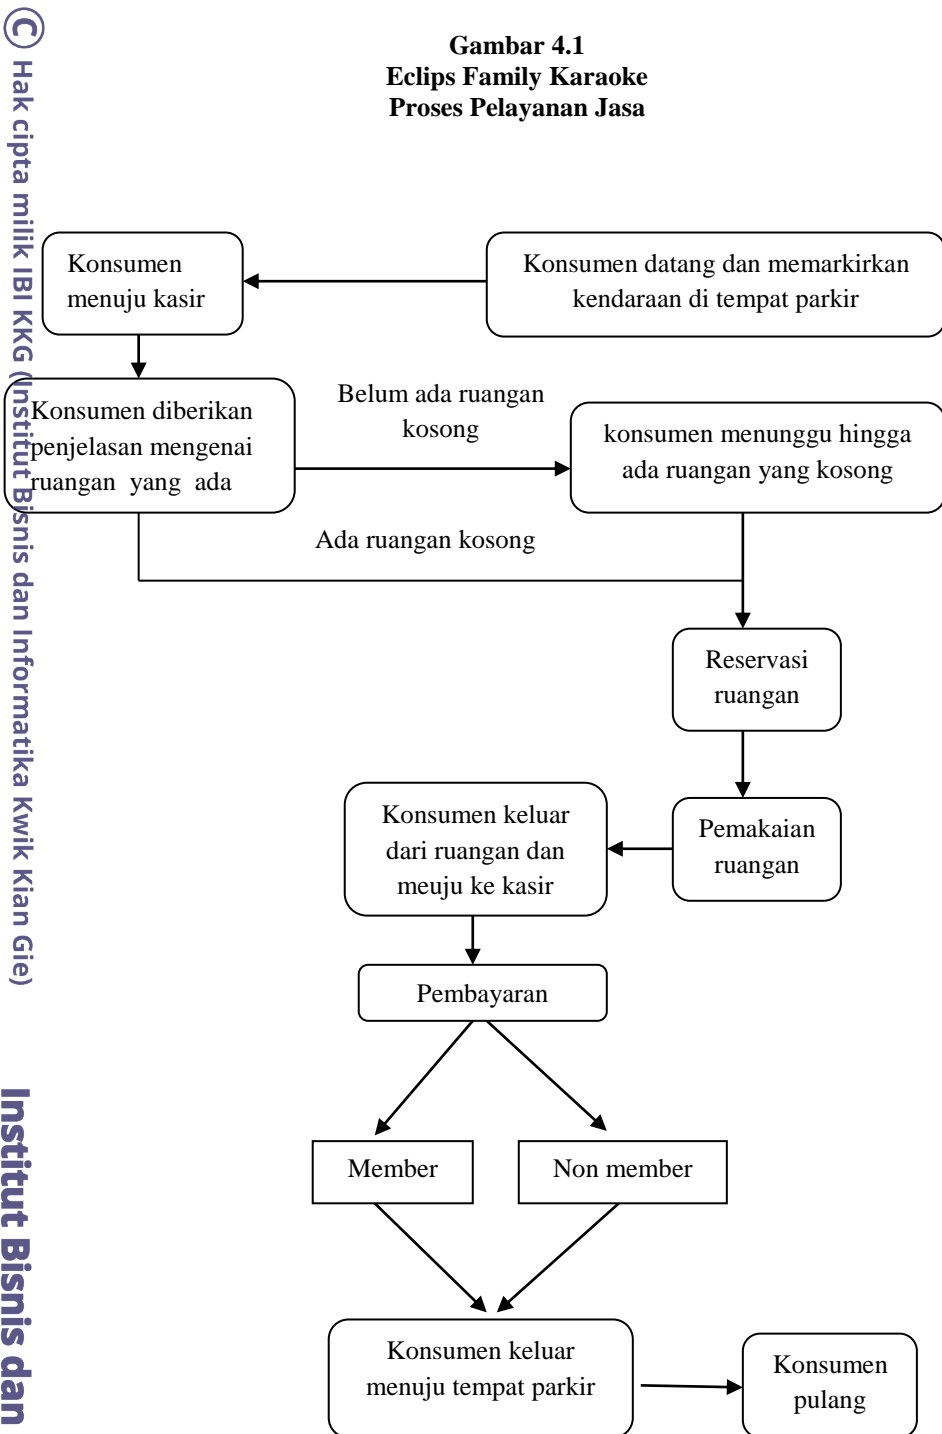 Gambar 4.1
Eclips Family Karaoke
Proses Pelayanan Jasa
Konsumen datang dan memarkirkan
kendaraan di tempat parkir
Konsumen
menuju kasir
Konsumen diberikan
penjelasan mengenai
ruangan yang ada
Belum ada ruangan
kosong
konsumen menunggu hingga
ada ruangan yang kosong
Ada ruangan kosong
Reservasi
ruangan
Pemakaian
ruangan
Konsumen keluar
dari ruangan dan
meuju ke kasir
Pembayaran
Member
Non member
Konsumen keluar
menuju tempat parkir
Konsumen
pulang
© Hak cipta milik IBI KKG (Institut Bisnis dan Informatika Kwik Kian Gie)
Institut Bisnis dan